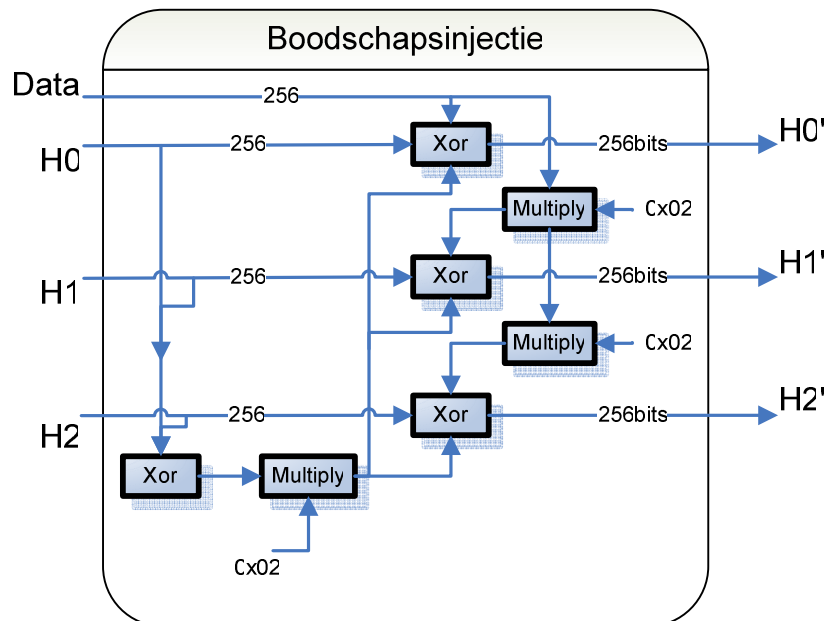 Boodschapsinjectie
Data
256
H0
256
Xor
256bits
H0'
Multiply
Cx02
H1
256
Xor
256bits
H1'
Multiply
Cx02
H2
256
Xor
256bits
H2'
Xor
Multiply
Cx02